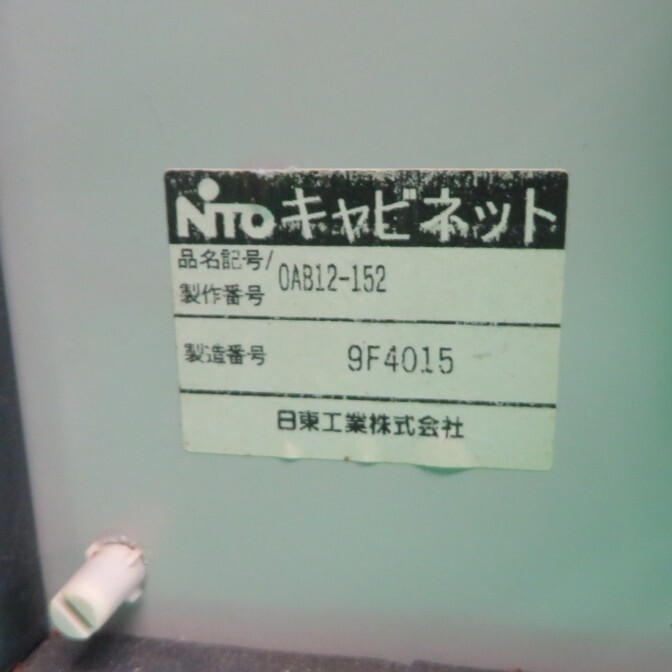 NITO キャビネット
品名記号/
製作番号 OAB12-152
製造番号 9F4015
日東工業株式会社